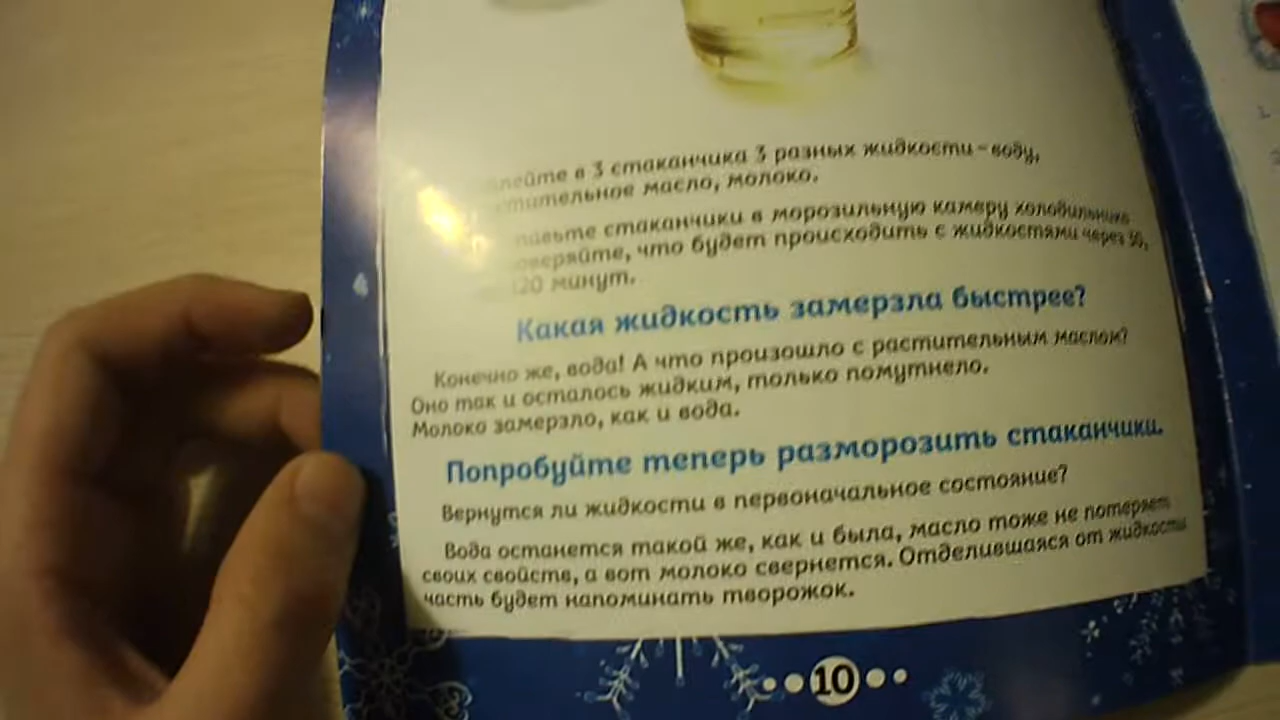 в 3 стаканчика 3 разных жидкости – воду,
масло, молоко.
стаканчики в морозильную камеру холодильника
что будет происходить с жидкостями через 30,
120 минут.
Какая жидкость замерзла быстрее?
Конечно же, вода! А что произошло с растительным маслом?
Оно так и осталось жидким, только помутнело.
Молоко замерзло, как и вода.
Попробуйте теперь разморозить стаканчики.
Вернутся ли жидкости в первоначальное состояние?
Вода останется такой же, как и была, масло тоже не потеряет
своих свойств, а вот молоко свернется. Отделившаяся от жидкости
часть будет напоминать творожок.
10